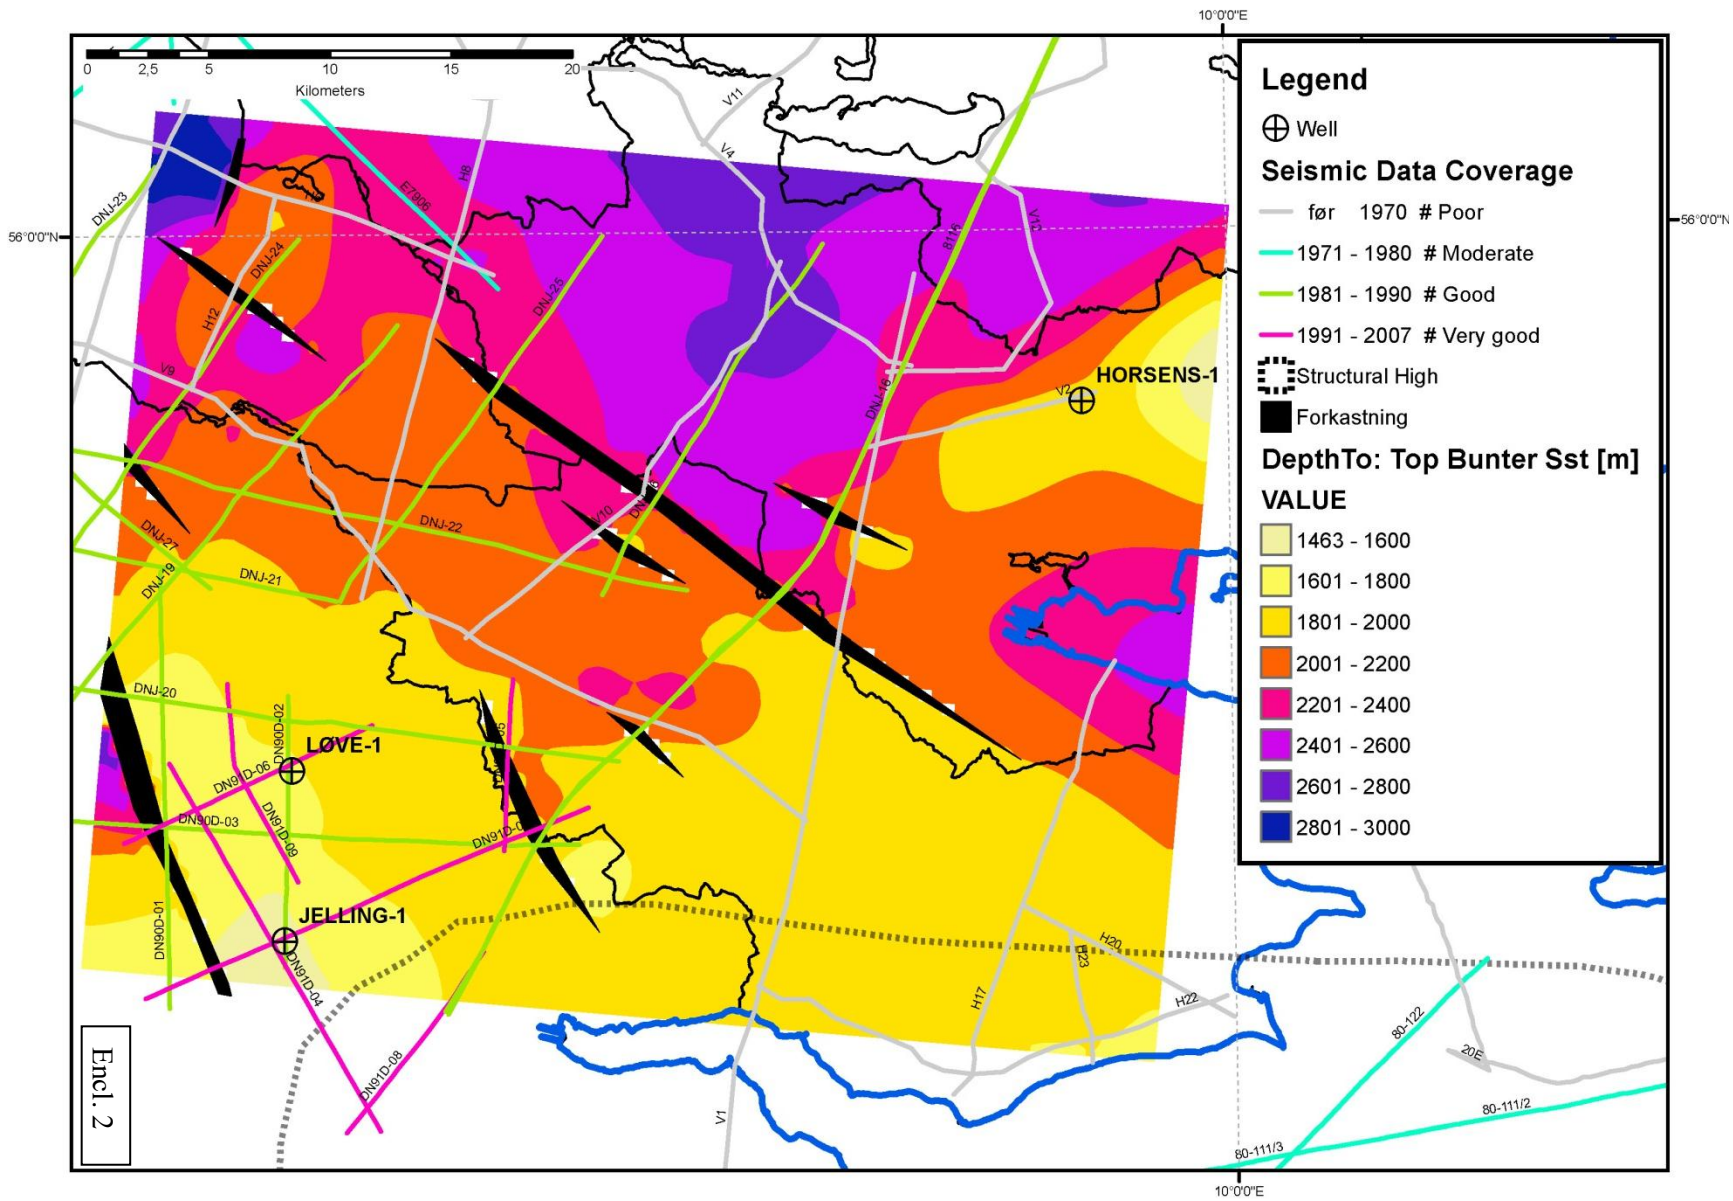 10°0'0"E
0 2,5 5 10 15 20
Kilometers
Legend
Well
Seismic Data Coverage
før 1970 # Poor
1971 - 1980 # Moderate
1981 - 1990 # Good
1991 - 2007 # Very good
Structural High
Forkastning
DepthTo: Top Bunter Sst [m]
VALUE
1463 - 1600
1601 - 1800
1801 - 2000
2001 - 2200
2201 - 2400
2401 - 2600
2601 - 2800
2801 - 3000
56°0'0"N
56°0'0"N
V11
V4
H8
E7906
DNJ-23
V10
DNJ-24
DNJ-25
H12
V9
V2
HORSENS-1
DNJ-16
V10
DNJ-22
DNJ-27
DNJ-19
DNJ-21
DNJ-20
DN90D-02
LØVE-1
DN91D-06
DN90D-03
DN91D-09
JELLING-1
DN90D-01
DN91D-04
DN91D-08
H20
H23
H17
H22
V1
80-122
20E
80-111/2
80-111/3
Encl. 2
10°0'0"E